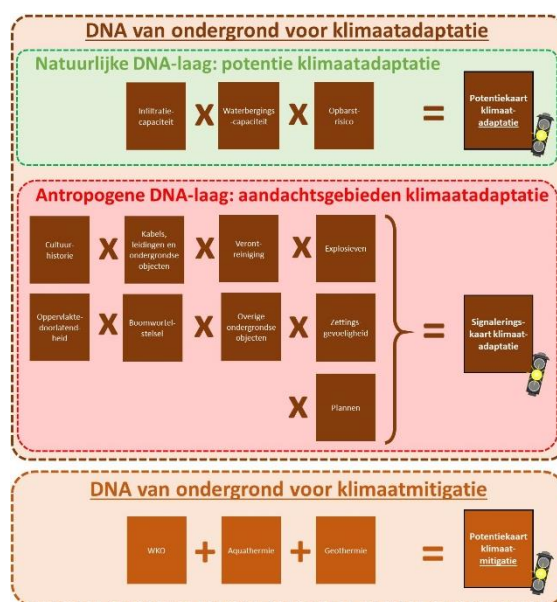 DNA van ondergrond voor klimaatadaptatie
Natuurlijke DNA-laag: potentie klimaatadaptatie
Infiltratie-
capaciteit
X
Waterbergings
-capaciteit
X
Opbarst-
risico
=
Potentiekaart
klimaat-
adaptatie
Antropogene DNA-laag: aandachtsgebieden klimaatadaptatie
Cultuur-
historie
X
Kabels,
leidingen en
ondergrondse
objecten
X
Veront-
reiniging
X
Explosieven
Oppervlakte-
doorlatend-
heid
X
Boomwortel-
stelsel
X
Overige
ondergrondse
objecten
X
Zettings
gevoeligheid
X
Plannen
=
Signalerings-
kaart klimaat-
adaptatie
DNA van ondergrond voor klimaatmitigatie
WKO
+
Aquathermie
+
Geothermie
=
Potentiekaart
klimaat-
mitigatie